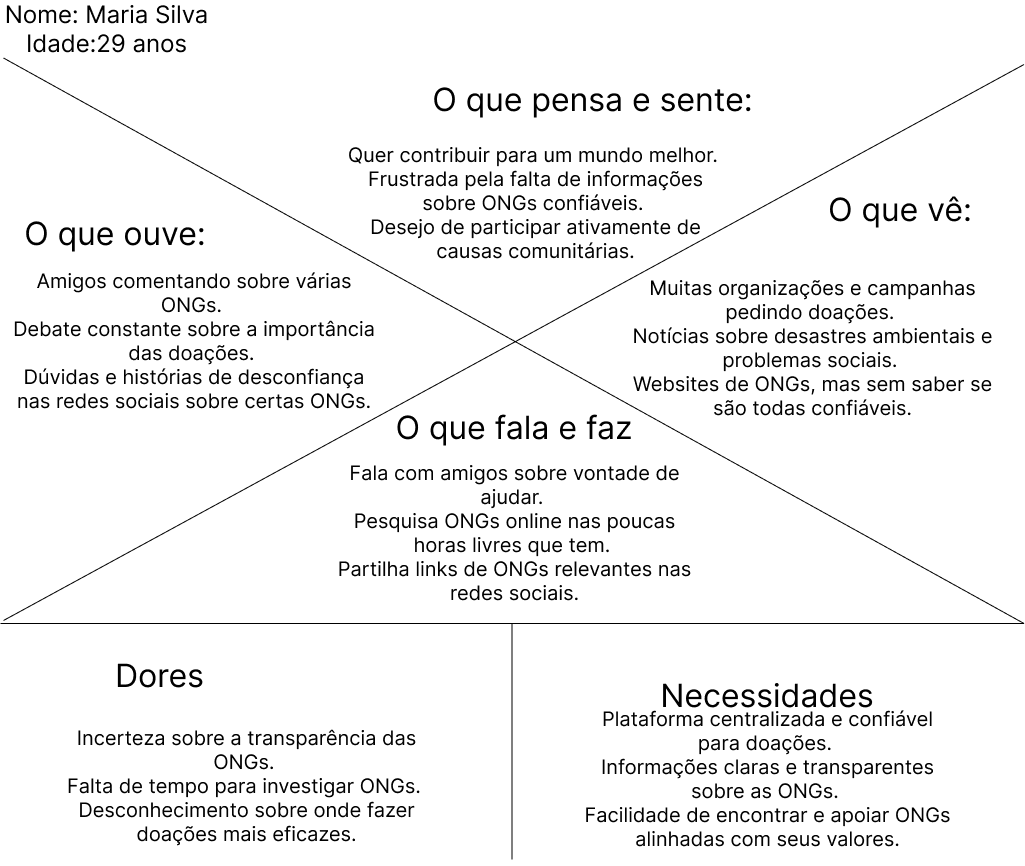 Nome: Maria Silva
Idade:29 anos
O que pensa e sente:
Quer contribuir para um mundo melhor.
Frustrada pela falta de informações
sobre ONGs confiáveis.
Desejo de participar ativamente de
causas comunitárias.
O que ouve:
Amigos comentando sobre várias
ONGs.
Debate constante sobre a importância
das doações.
Dúvidas e histórias de desconfiança
nas redes sociais sobre certas ONGs.
O que vê:
Muitas organizações e campanhas
pedindo doações.
Notícias sobre desastres ambientais e
problemas sociais.
Websites de ONGs, mas sem saber se
são todas confiáveis.
O que fala e faz
Fala com amigos sobre vontade de
ajudar.
Pesquisa ONGs online nas poucas
horas livres que tem.
Partilha links de ONGs relevantes nas
redes sociais.
Dores
Incerteza sobre a transparência das
ONGs.
Falta de tempo para investigar ONGs.
Desconhecimento sobre onde fazer
doações mais eficazes.
Necessidades
Plataforma centralizada e confiável
para doações.
Informações claras e transparentes
sobre as ONGs.
Facilidade de encontrar e apoiar ONGs
alinhadas com seus valores.